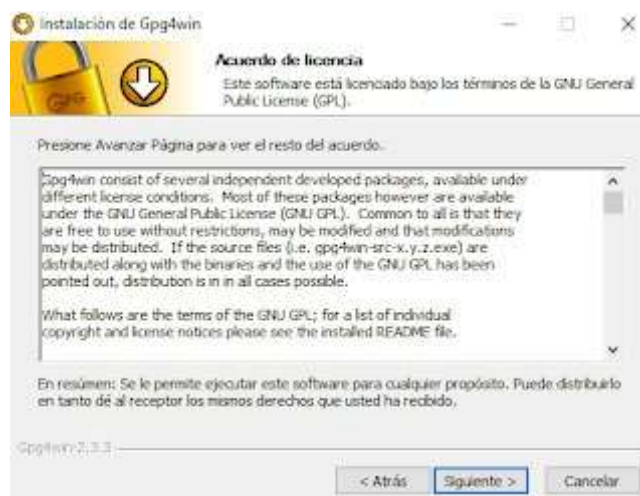 Instalación de Gpg4win
Acuerdo de licencia
Este software está licenciado bajo los términos de la GNU General
Public License (GPL).
GPG
Presione Avanzar Página para ver el resto del acuerdo.
Gpg4win consist of several independent developed packages, available under
different license conditions. Most of these packages however are available
under the GNU General Public License (GNU GPL). Common to all is that they
are free to use without restrictions, may be modified and that modifications
may be distributed. If the source files (i.e. gpg4win-src-x.y.z.exe) are
distributed along with the binaries and the use of the GNU GPL has been
pointed out, distribution is in in all cases possible.
What follows are the terms of the GNU GPL; for a list of individual
copyright and license notices please see the installed README file.
En resúmen: Se le permite ejecutar este software para cualquier propósito. Puede distribuirlo
en tanto dé al receptor los mismos derechos que usted ha recibido.
Gpg4win-2.3.3
< Atrás Siguiente > Cancelar